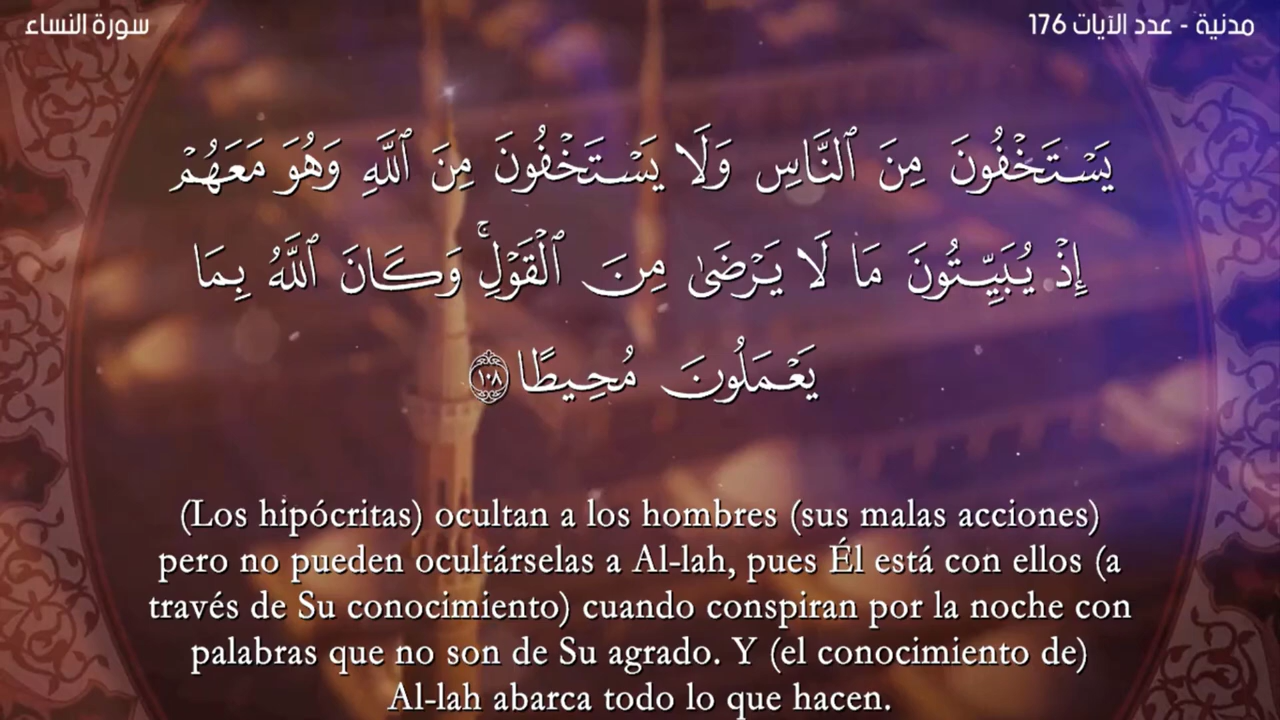 سورة النساء
مدنية - عدد الآيات 176
يَسۡتَخۡفُونَ مِنَ ٱلنَّاسِ وَلَا يَسۡتَخۡفُونَ مِنَ ٱللَّهِ وَهُوَ مَعَهُمۡ
إِذۡ يُبَيِّتُونَ مَا لَا يَرۡضَىٰ مِنَ ٱلۡقَوۡلِۚ وَكَانَ ٱللَّهُ بِمَا
يَعۡمَلُونَ مُحِيطًا ١٠٨
(Los hipócritas) ocultan a los hombres (sus malas acciones)
pero no pueden ocultárselas a Al-lah, pues Él está con ellos (a
través de Su conocimiento) cuando conspiran por la noche con
palabras que no son de Su agrado. Y (el conocimiento de)
Al-lah abarca todo lo que hacen.